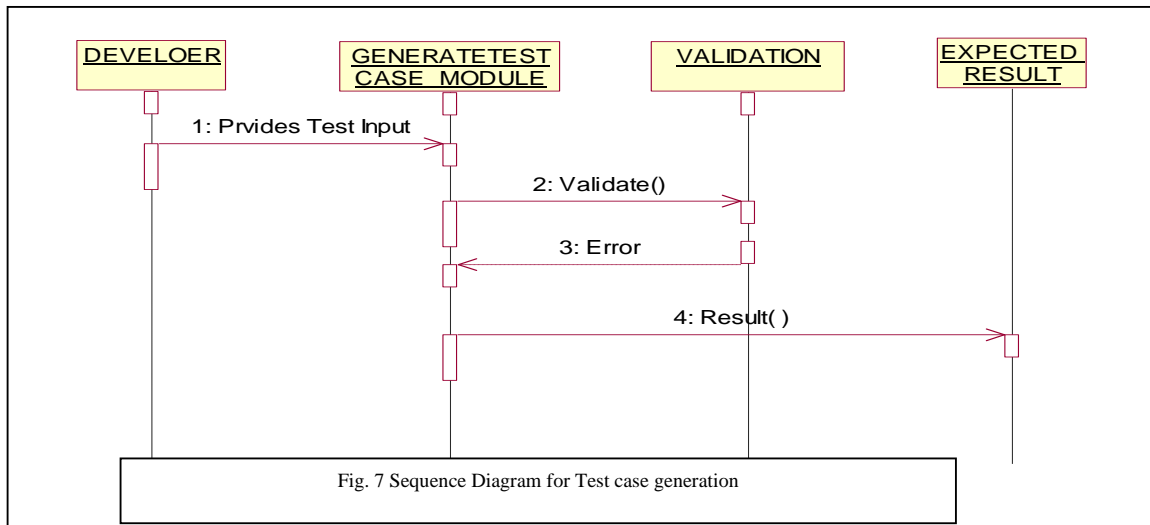 DEVELOER
GENERATETEST
CASE MODULE
VALIDATION
EXPECTED
RESULT
1: Prvides Test Input
2: Validate()
3: Error
4: Result( )
Fig. 7 Sequence Diagram for Test case generation